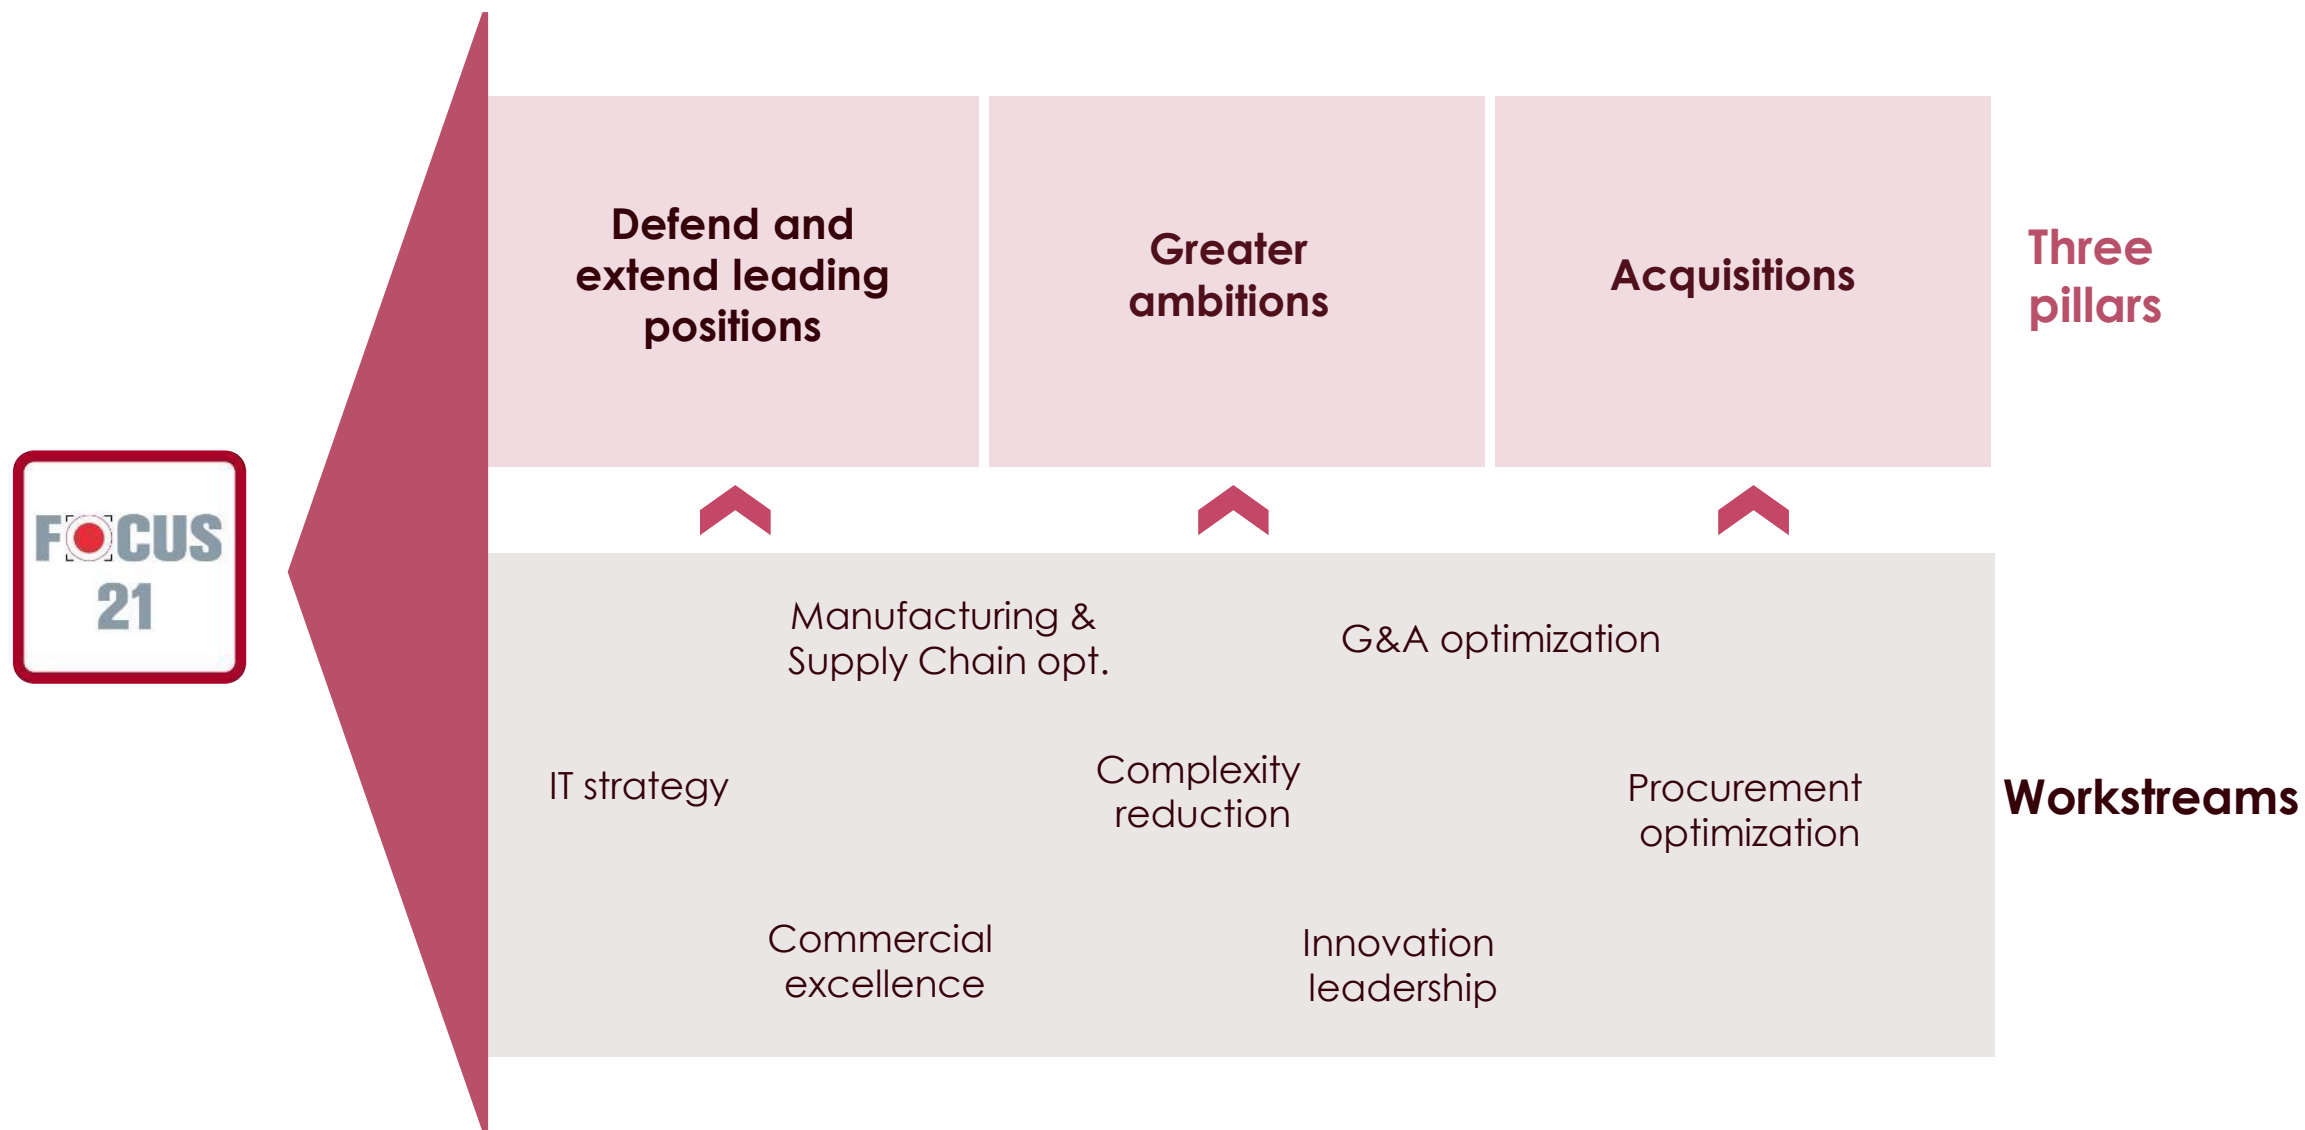 Defend and
extend leading
positions
Greater
ambitions
Acquisitions
Three
pillars
FOCUS
21
Manufacturing &
Supply Chain opt.
G&A optimization
IT strategy
Complexity
reduction
Procurement
optimization
Workstreams
Commercial
excellence
Innovation
leadership